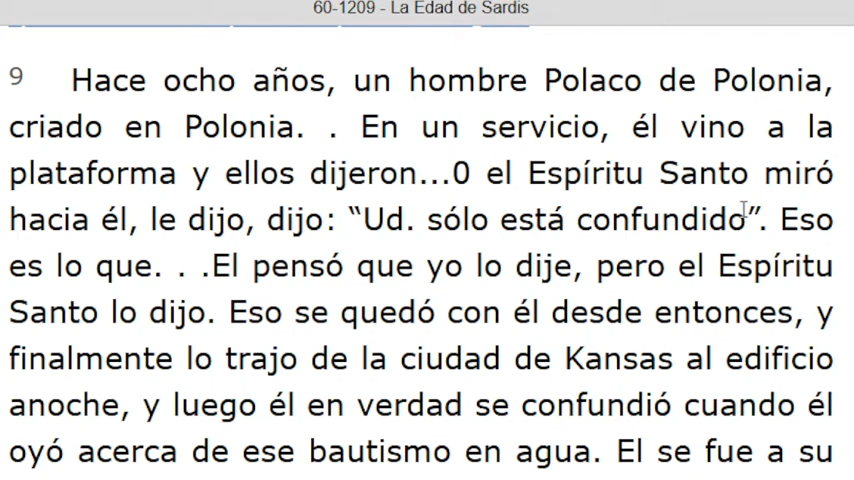 60-1209 - La Edad de Sardis
9 Hace ocho años, un hombre Polaco de Polonia,
criado en Polonia. . En un servicio, él vino a la
plataforma y ellos dijeron...0 el Espíritu Santo miró
hacia él, le dijo, dijo: “Ud. sólo está confundido”. Eso
es lo que. . .El pensó que yo lo dije, pero el Espíritu
Santo lo dijo. Eso se quedó con él desde entonces, y
finalmente lo trajo de la ciudad de Kansas al edificio
anoche, y luego él en verdad se confundió cuando él
oyó acerca de ese bautismo en agua. El se fue a su